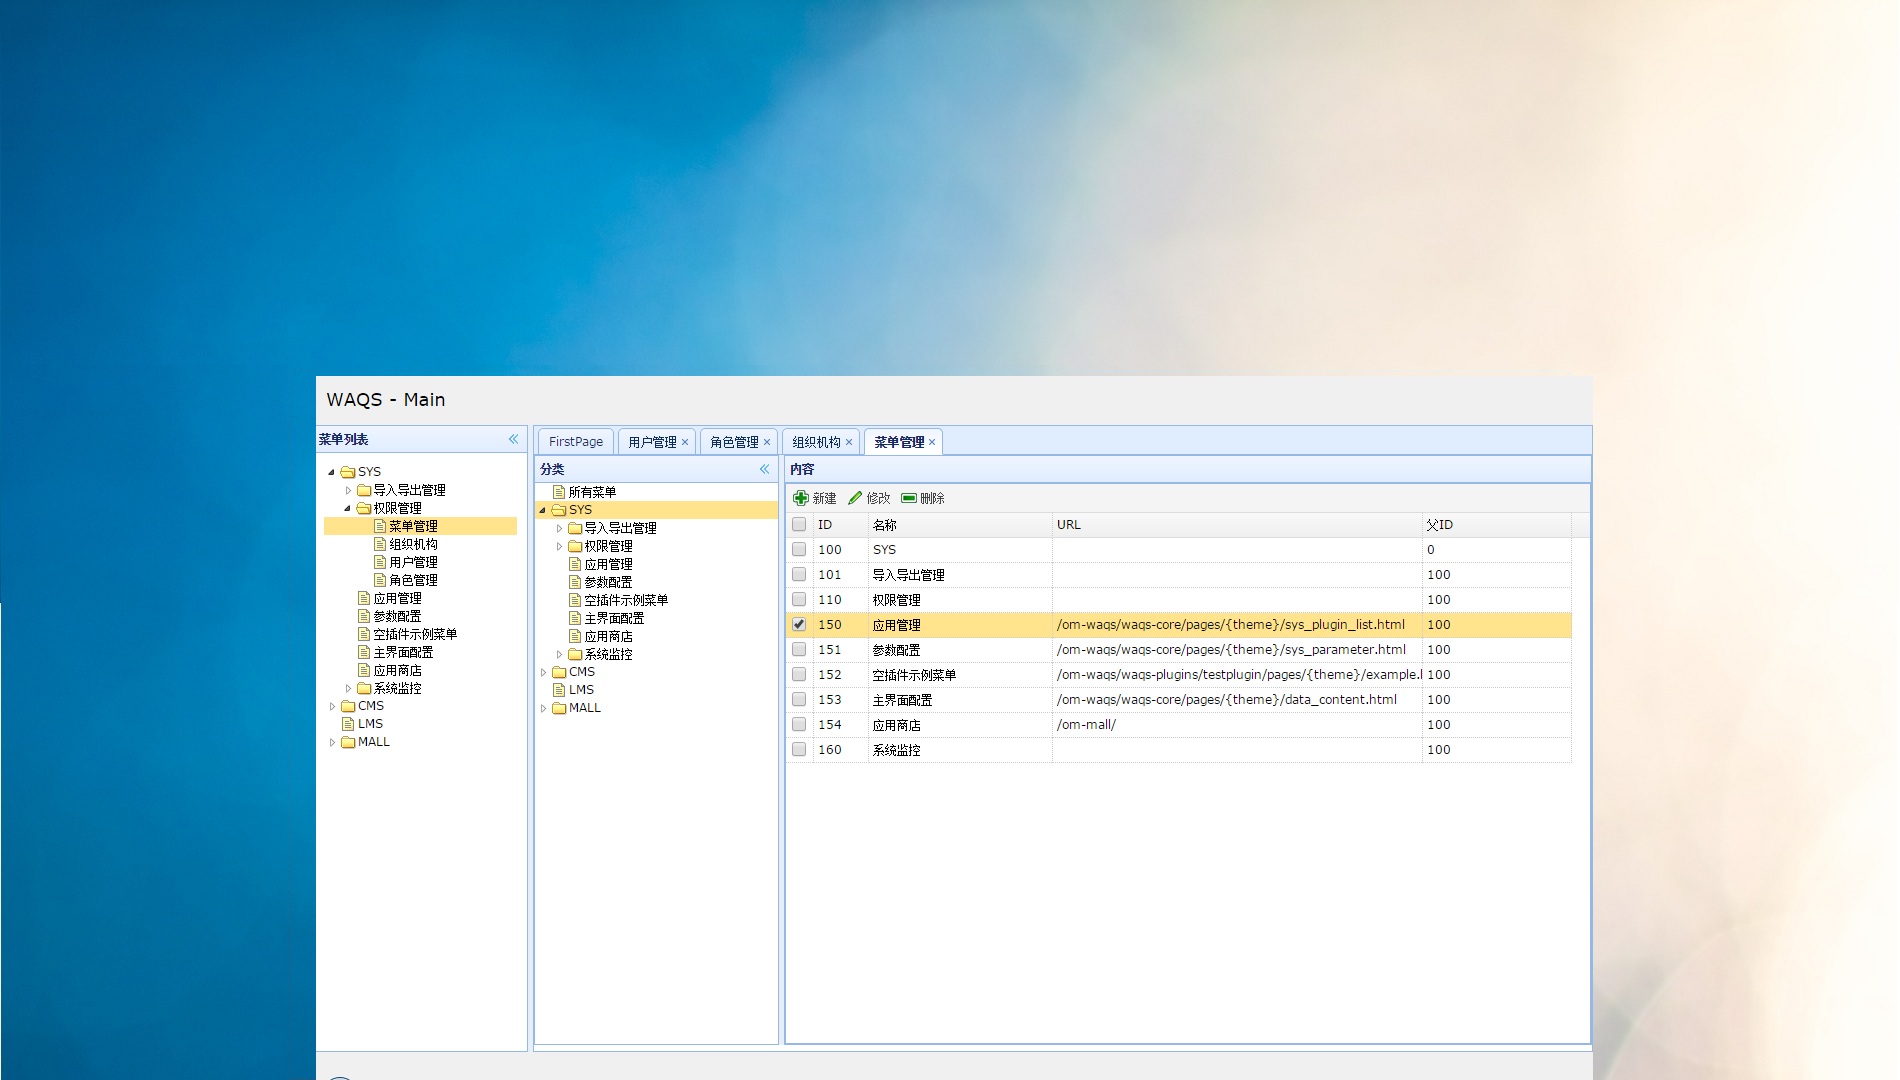 WAQS - Main
菜单列表
SYS
导入导出管理
权限管理
菜单管理
组织机构
用户管理
角色管理
应用管理
参数配置
空插件示例菜单
主界面配置
应用商店
系统监控
CMS
LMS
MALL
FirstPage 用户管理 角色管理 组织机构 菜单管理
分类
所有菜单
SYS
导入导出管理
权限管理
应用管理
参数配置
空插件示例菜单
主界面配置
应用商店
系统监控
CMS
LMS
MALL
内容
新建 修改 删除
ID 名称 URL 父ID
100 SYS 0
101 导入导出管理 100
110 权限管理 100
150 应用管理 /om-waqs/waqs-core/pages/{theme}/sys_plugin_list.html 100
151 参数配置 /om-waqs/waqs-core/pages/{theme}/sys_parameter.html 100
152 空插件示例菜单 /om-waqs/waqs-plugins/testplugin/pages/{theme}/example. 100
153 主界面配置 /om-waqs/waqs-core/pages/{theme}/data_content.html 100
154 应用商店 /om-mall/ 100
160 系统监控 100